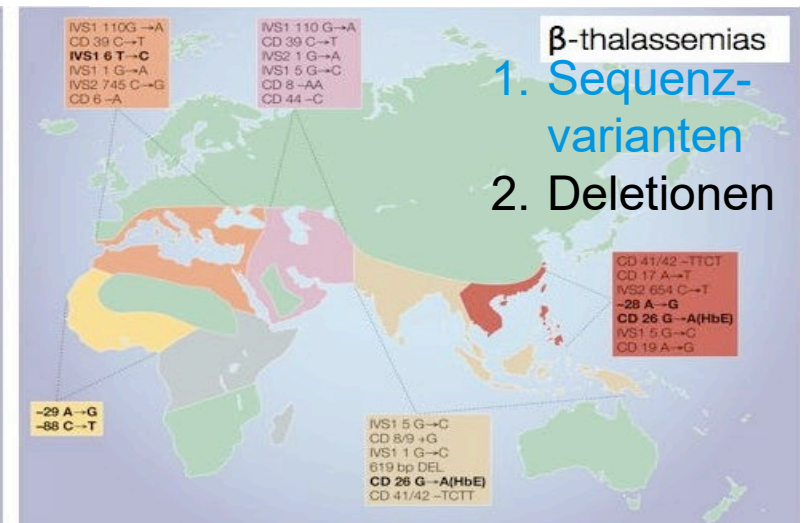 IVS1 110G→A
CD 39 C→T
IVS1 6 T→C
IVS1 1 G→A
IVS2 745 C→G
CD 6 –A
IVS1 110 G→A
CD 39 C→T
IVS2 1 G→A
IVS1 5 G→C
CD 8 –AA
CD 44 –C
β-thalassemias
1. Sequenz-
varianten
2. Deletionen
CD 41/42 –TTCT
CD 17 A→T
IVS2 654 C→T
–28 A→G
CD 26 G→A(HbE)
IVS1 5 G→C
CD 19 A→G
–29 A→G
–88 C→T
IVS1 5 G→C
CD 8/9 +G
IVS1 1 G→C
619 bp DEL
CD 26 G→A(HbE)
CD 41/42 –TCTT